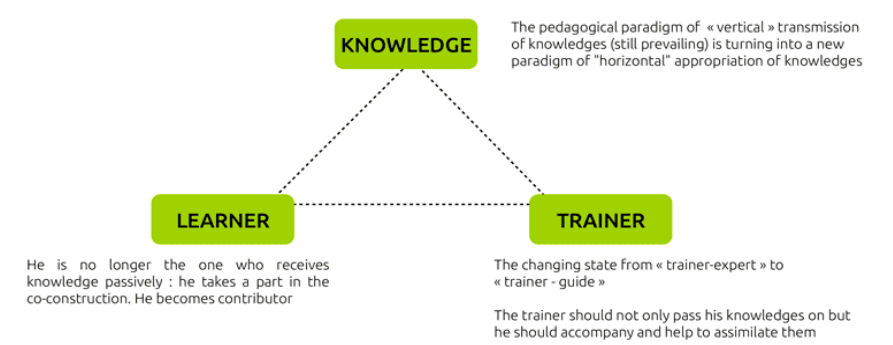 KNOWLEDGE
The pedagogical paradigm of « vertical » transmission
of knowledges (still prevailing) is turning into a new
paradigm of "horizontal" appropriation of knowledges
LEARNER
He is no longer the one who receives
knowledge passively : he takes a part in the
co-construction. He becomes contributor
TRAINER
The changing state from « trainer-expert » to
« trainer - guide »
The trainer should not only pass his knowledges on but
he should accompany and help to assimilate them